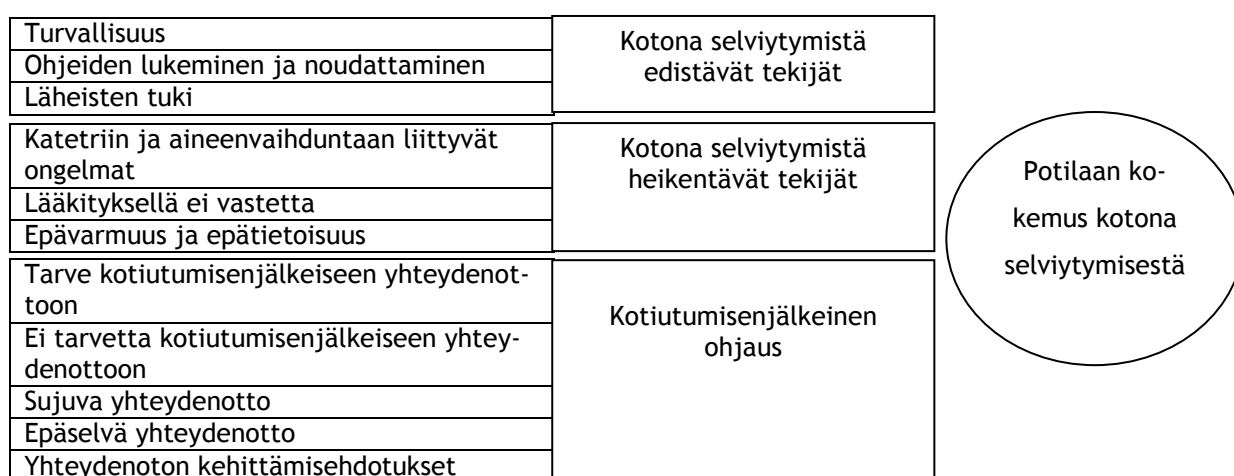 Turvallisuus
Ohjeiden lukeminen ja noudattaminen
Läheisten tuki
Kotona selviytymistä
edistävät tekijät
Katetriin ja aineenvaihduntaan liittyvät
ongelmat
Lääkityksellä ei vastetta
Epävarmuus ja epätietoisuus
Kotona selviytymistä
heikentävät tekijät
Tarve kotiutumisenjälkeiseen yhteydenot-
toon
Ei tarvetta kotiutumisenjälkeiseen yhtey-
denottoon
Sujuva yhteydenotto
Epäselvä yhteydenotto
Yhteydenoton kehittämisehdotukset
Kotiutumisenjälkeinen
ohjaus
Potilaan ko-
kemus kotona
selviytymisestä